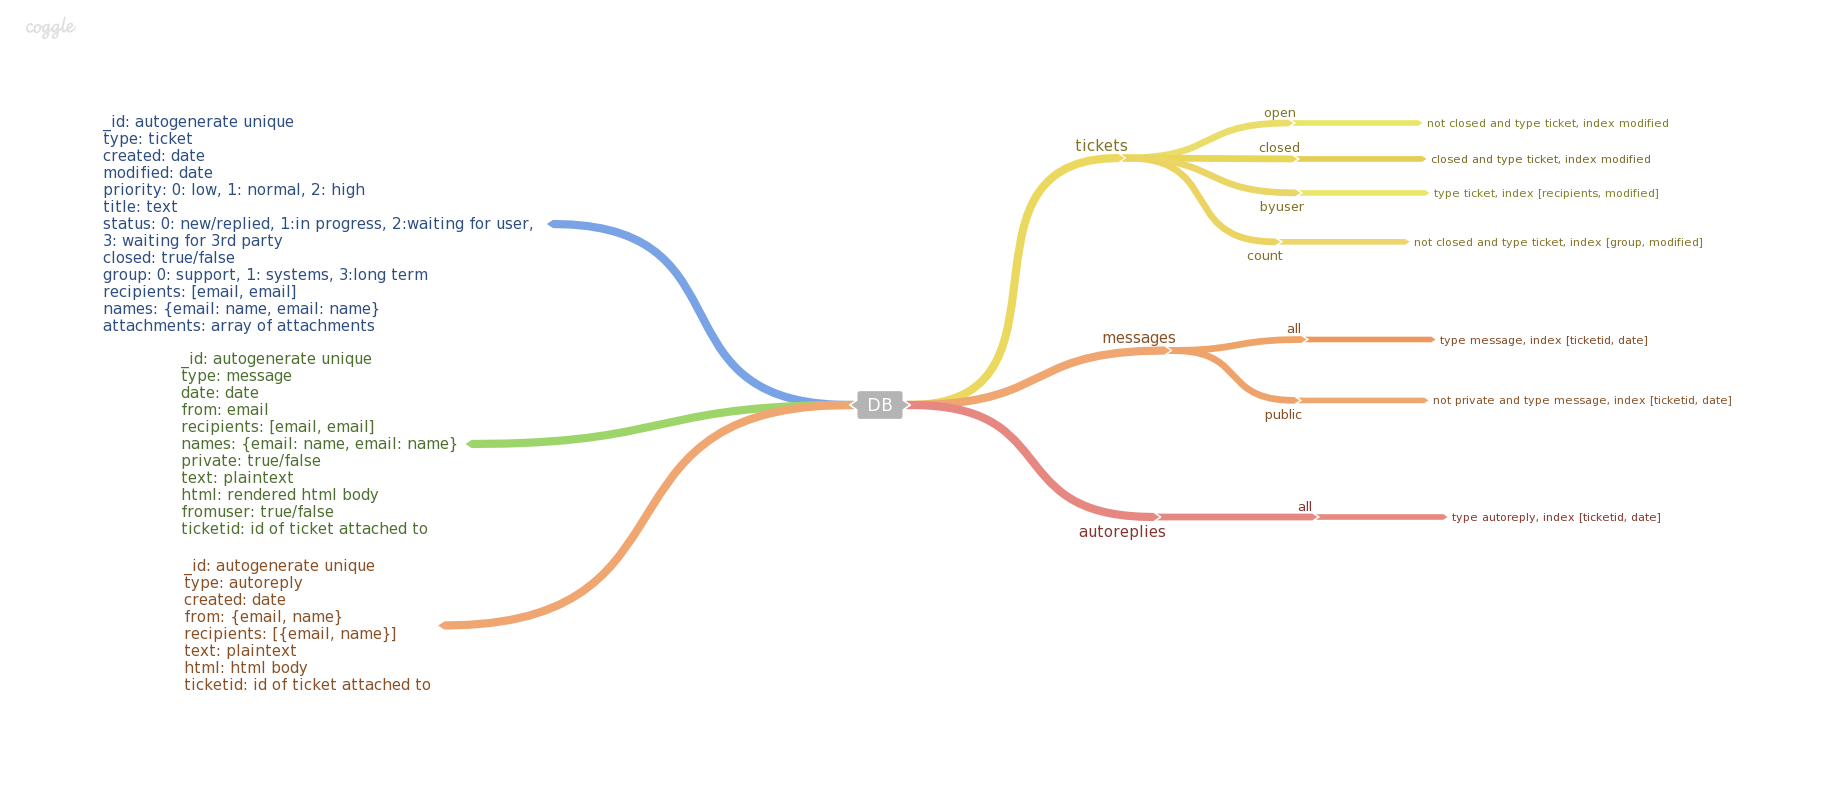 coggle
_id: autogenerate unique
type: ticket
created: date
modified: date
priority: 0: low, 1: normal, 2: high
title: text
status: 0: new/replied, 1:in progress, 2:waiting for user,
3: waiting for 3rd party
closed: true/false
group: 0: support, 1: systems, 3:long term
recipients: [email, email]
names: {email: name, email: name}
attachments: array of attachments
_id: autogenerate unique
type: message
date: date
from: email
recipients: [email, email]
names: {email: name, email: name}
private: true/false
text: plaintext
html: rendered html body
fromuser: true/false
ticketid: id of ticket attached to
_id: autogenerate unique
type: autoreply
created: date
from: {email, name}
recipients: [{email, name}]
text: plaintext
html: html body
ticketid: id of ticket attached to
DB
tickets
open
not closed and type ticket, index modified
closed
closed and type ticket, index modified
byuser
type ticket, index [recipients, modified]
count
not closed and type ticket, index [group, modified]
messages
all
type message, index [ticketid, date]
public
not private and type message, index [ticketid, date]
autoreplies
all
type autoreply, index [ticketid, date]